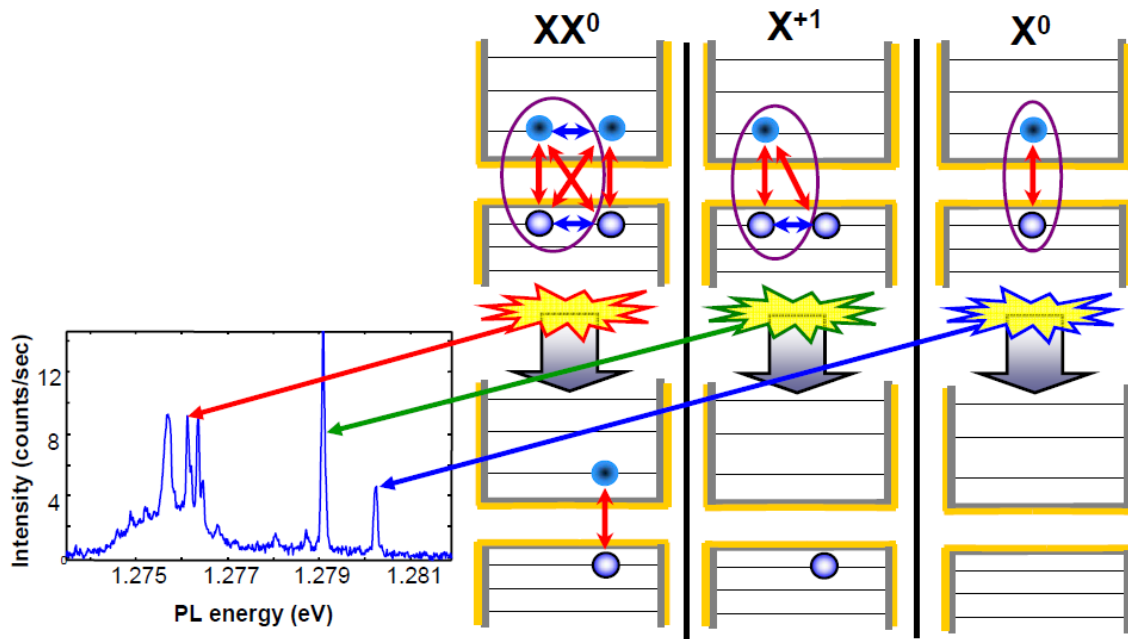 XX⁰
X⁺¹
X⁰
Intensity (counts/sec)
12
8
4
0
1.275
1.277
1.279
1.281
PL energy (eV)